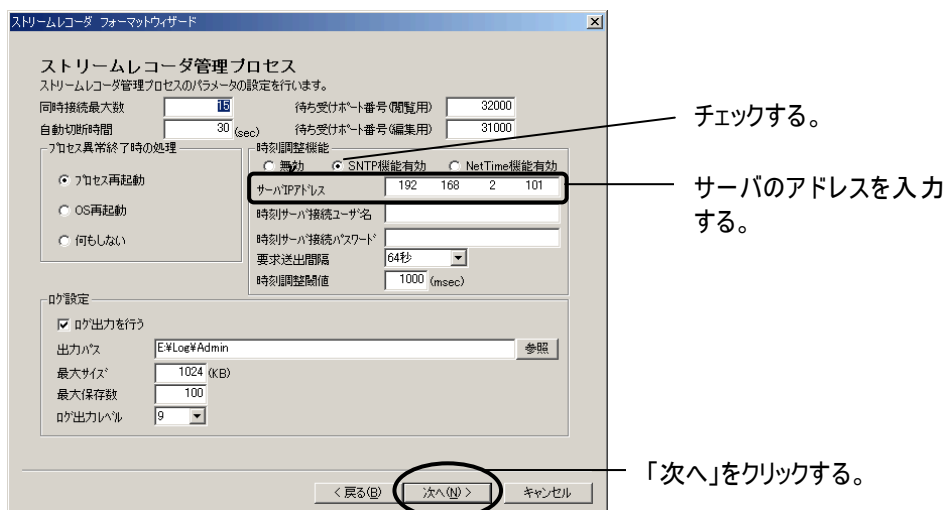 ストリームレコーダ フォーマットウィザード
ストリームレコーダ管理プロセス
ストリームレコーダ管理プロセスのパラメータの設定を行います。
同時接続最大数 15 待ち受けポート番号(閲覧用) 32000
自動切断時間 30 (sec) 待ち受けポート番号(編集用) 31000
プロセス異常終了時の処理
プロセス再起動
OS再起動
何もしない
時刻調整機能
無効 SNTP機能有効 NetTime機能有効
サーバIPアドレス 192 168 2 101
時刻サーバ接続ユーザ名
時刻サーバ接続パスワード
要求送出間隔 64秒
時刻調整閾値 1000 (msec)
ログ設定
ログ出力を行う
出力パス E:¥Log¥Admin 参照
最大サイズ 1024 (KB)
最大保存数 100
ログ出力レベル 9
< 戻る(B) 次へ(N) > キャンセル
チェックする。
サーバのアドレスを入力
する。
「次へ」をクリックする。